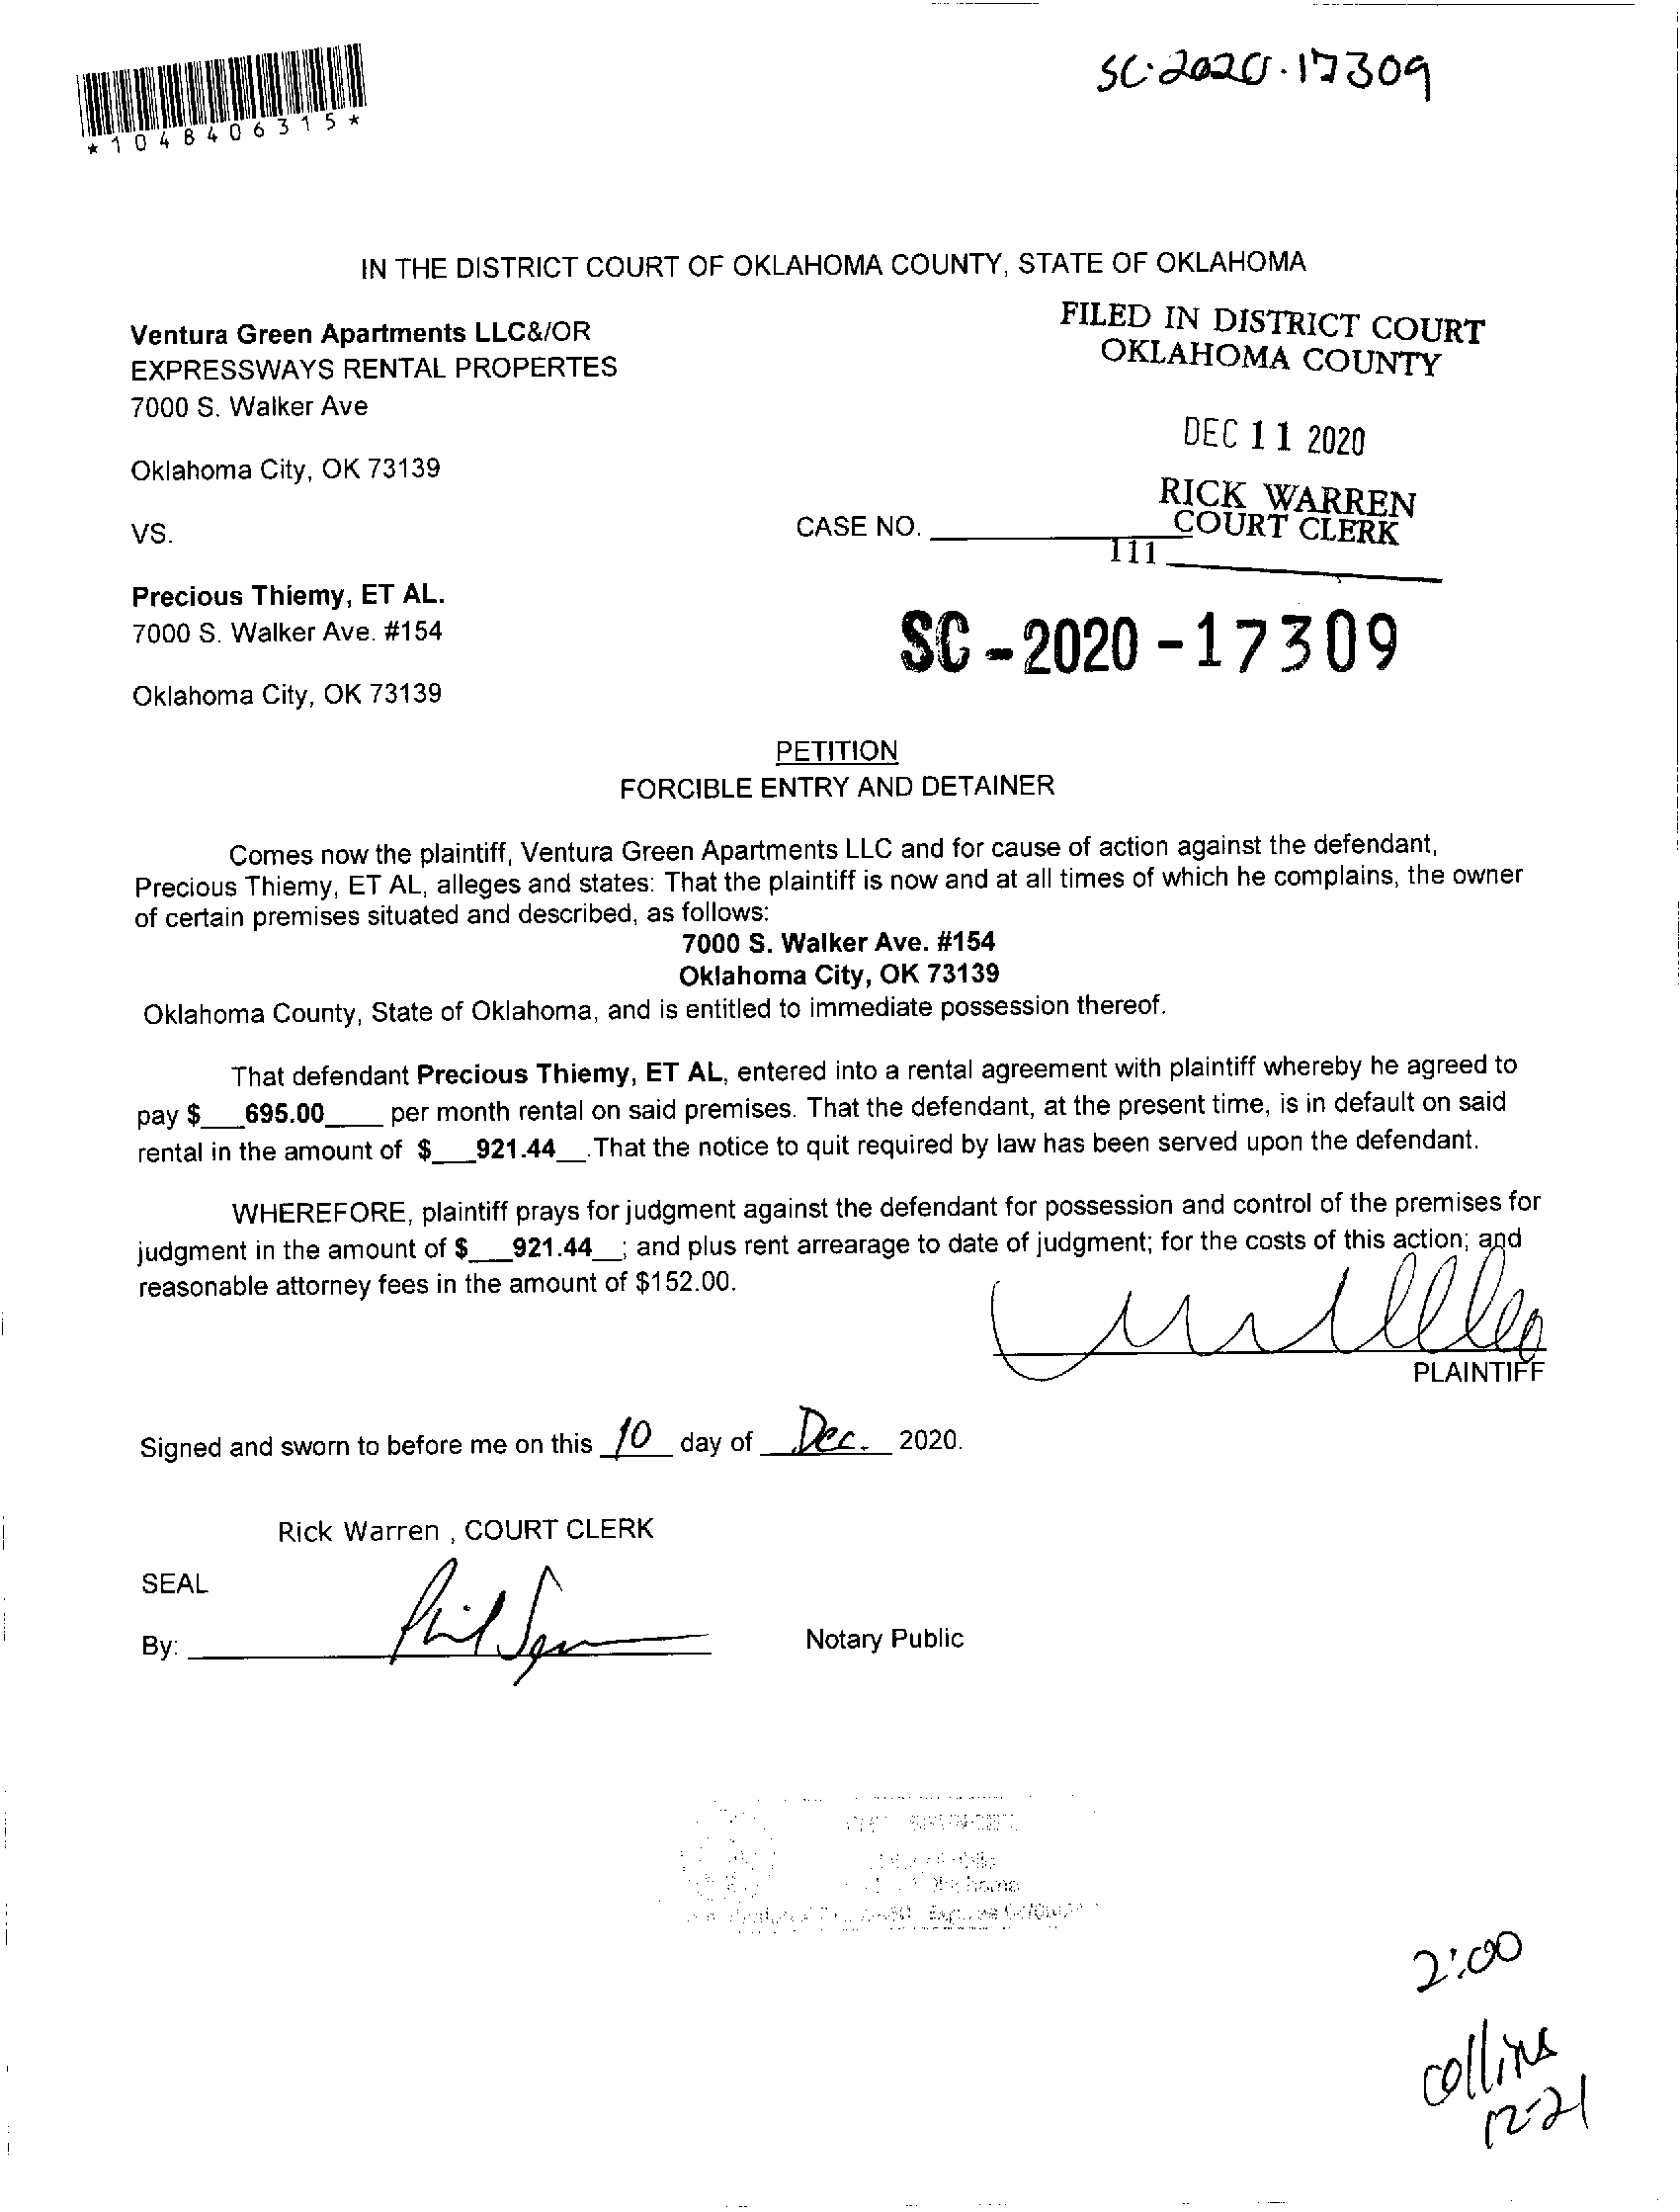 SC-2020-17309
*1048406315*
IN THE DISTRICT COURT OF OKLAHOMA COUNTY, STATE OF OKLAHOMA
FILED IN DISTRICT COURT
OKLAHOMA COUNTY
Ventura Green Apartments LLC&/OR
EXPRESSWAYS RENTAL PROPERTES
7000 S. Walker Ave
DEC 11 2020
Oklahoma City, OK 73139
RICK WARREN
COURT CLERK
VS.
CASE NO.
111
Precious Thiemy, ET AL.
7000 S. Walker Ave. #154
SC-2020-17309
Oklahoma City, OK 73139
PETITION
FORCIBLE ENTRY AND DETAINER
Comes now the plaintiff, Ventura Green Apartments LLC and for cause of action against the defendant,
Precious Thiemy, ET AL, alleges and states: That the plaintiff is now and at all times of which he complains, the owner
of certain premises situated and described, as follows:
7000 S. Walker Ave. #154
Oklahoma City, OK 73139
Oklahoma County, State of Oklahoma, and is entitled to immediate possession thereof.
That defendant Precious Thiemy, ET AL, entered into a rental agreement with plaintiff whereby he agreed to
pay $___695.00____ per month rental on said premises. That the defendant, at the present time, is in default on said
rental in the amount of $___921.44__.That the notice to quit required by law has been served upon the defendant.
WHEREFORE, plaintiff prays for judgment against the defendant for possession and control of the premises for
judgment in the amount of $___921.44__; and plus rent arrearage to date of judgment; for the costs of this action; and
reasonable attorney fees in the amount of $152.00.
PLAINTIFF
Signed and sworn to before me on this 10 day of Dec. 2020.
Rick Warren , COURT CLERK
SEAL
By:
Notary Public
2:00
collins
12-21